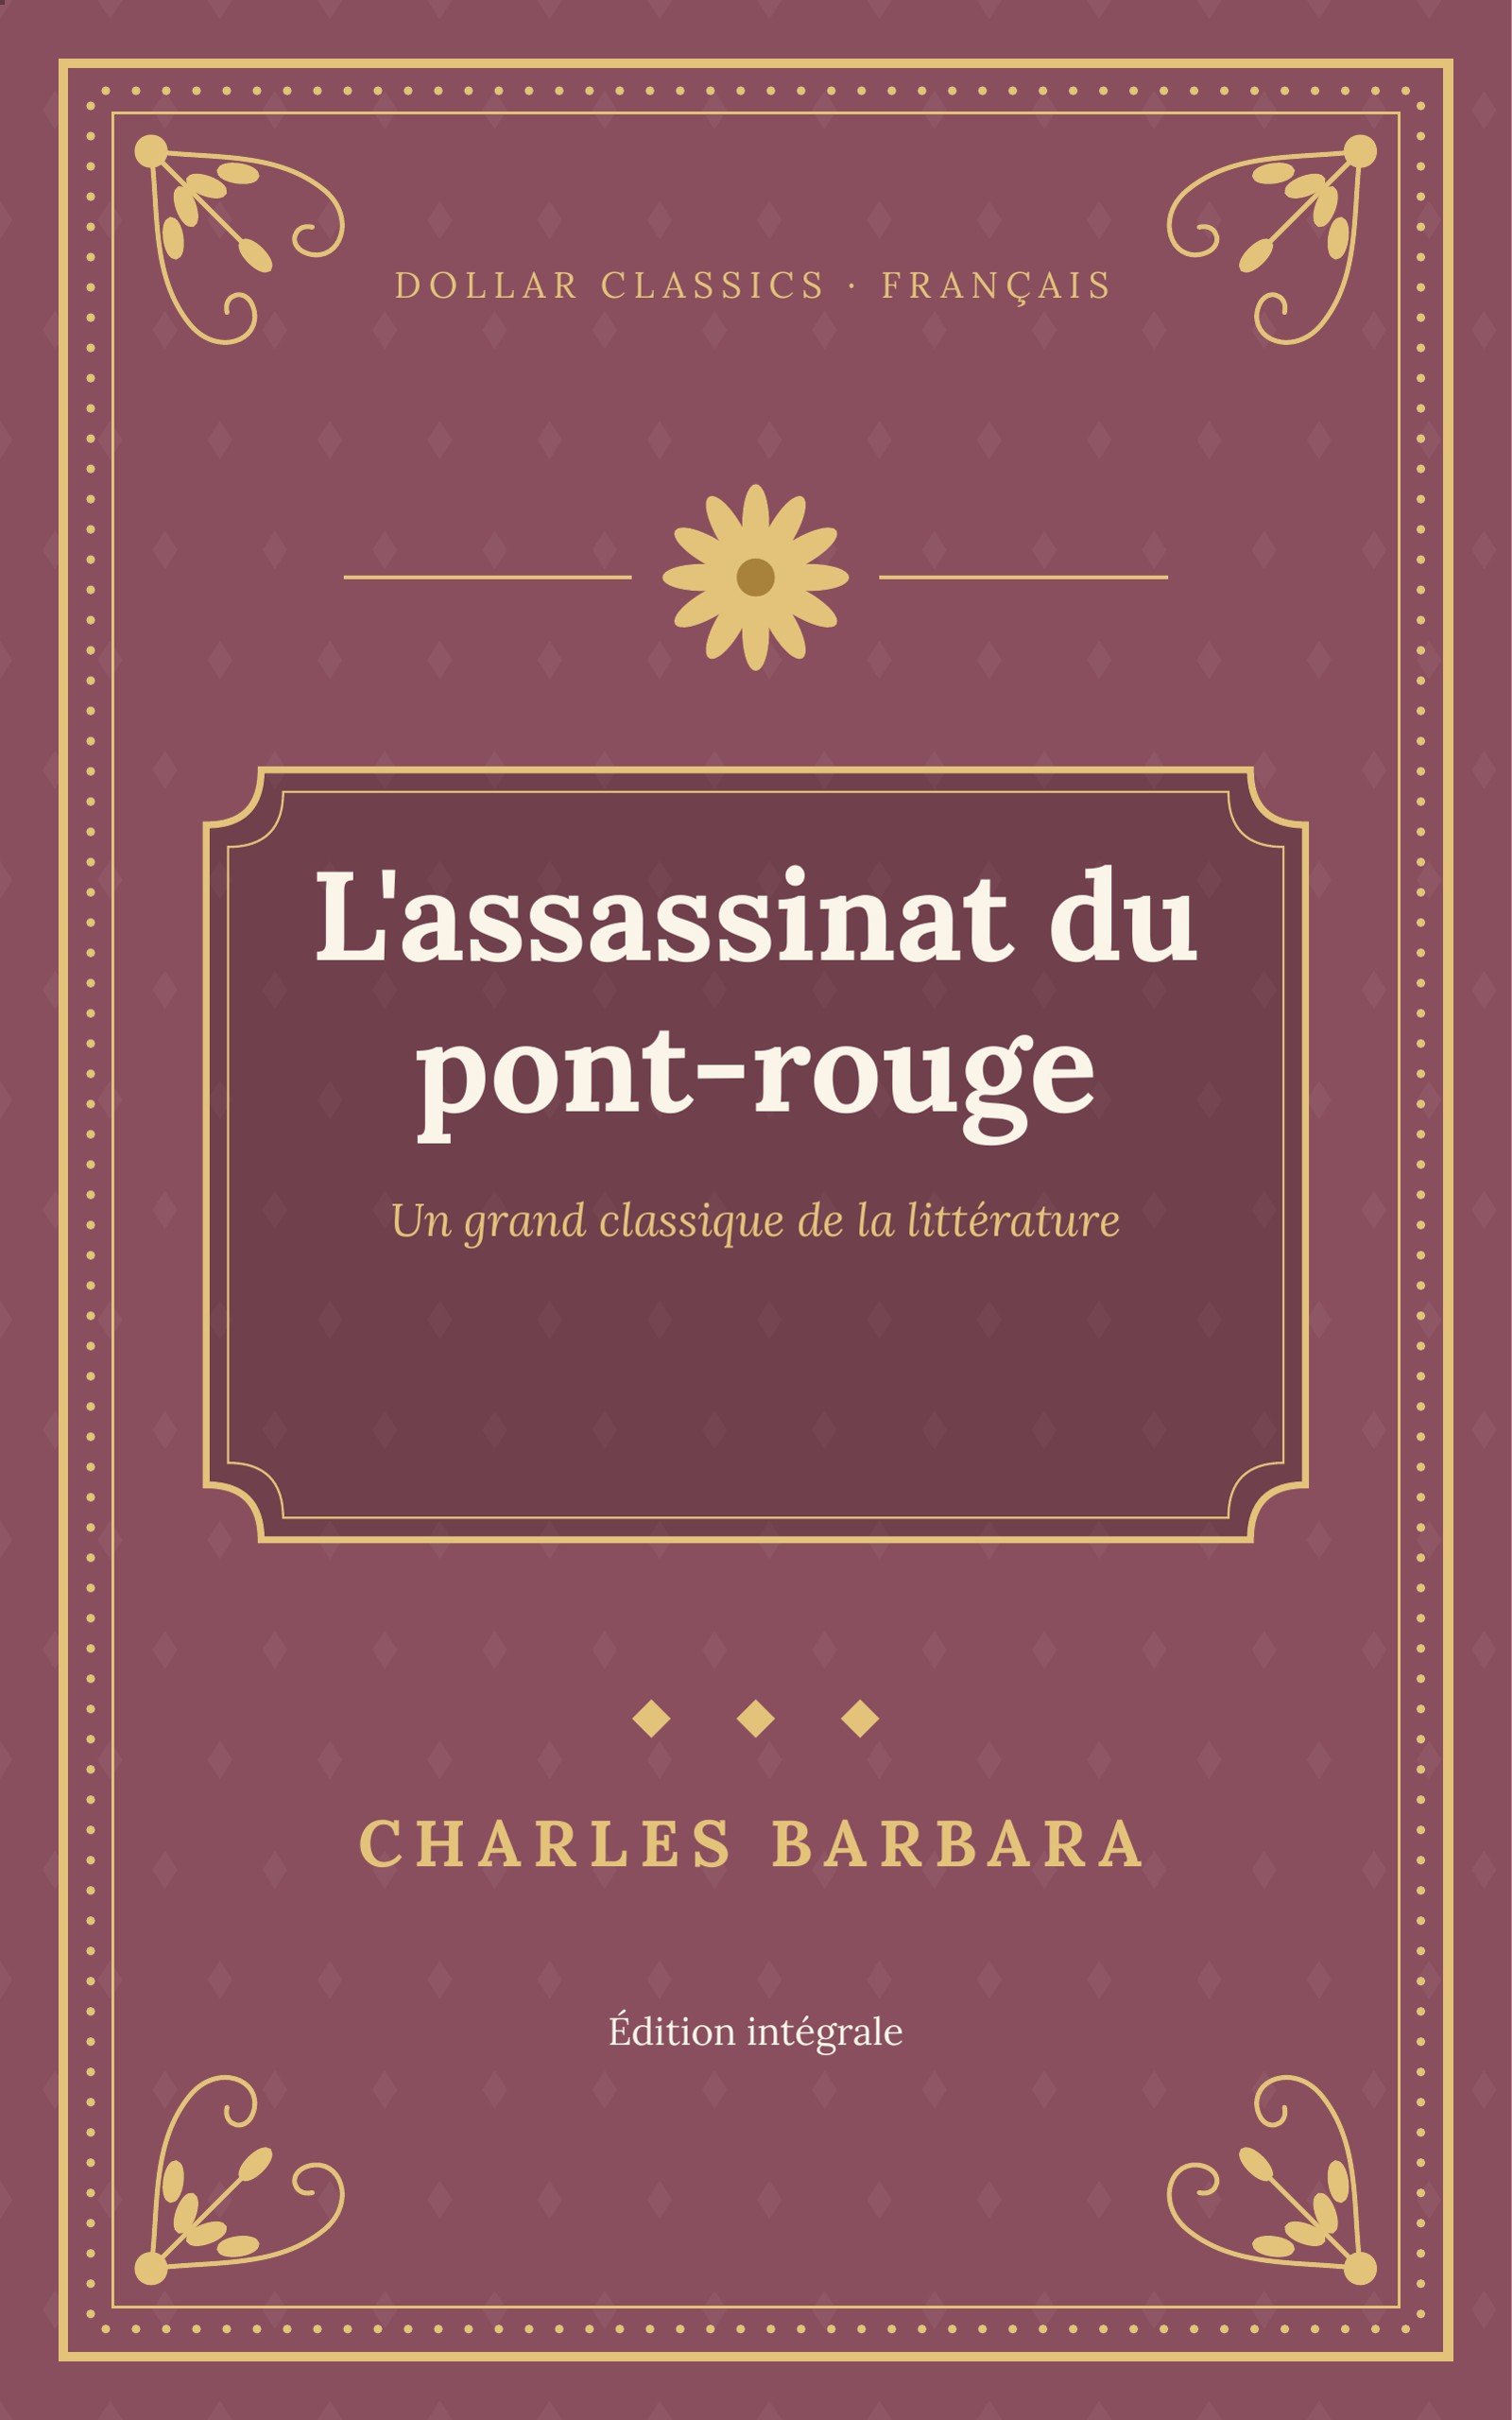 DOLLAR CLASSICS · FRANÇAIS
L'assassinat du
pont-rouge
Un grand classique de la littérature
CHARLES BARBARA
Édition intégrale